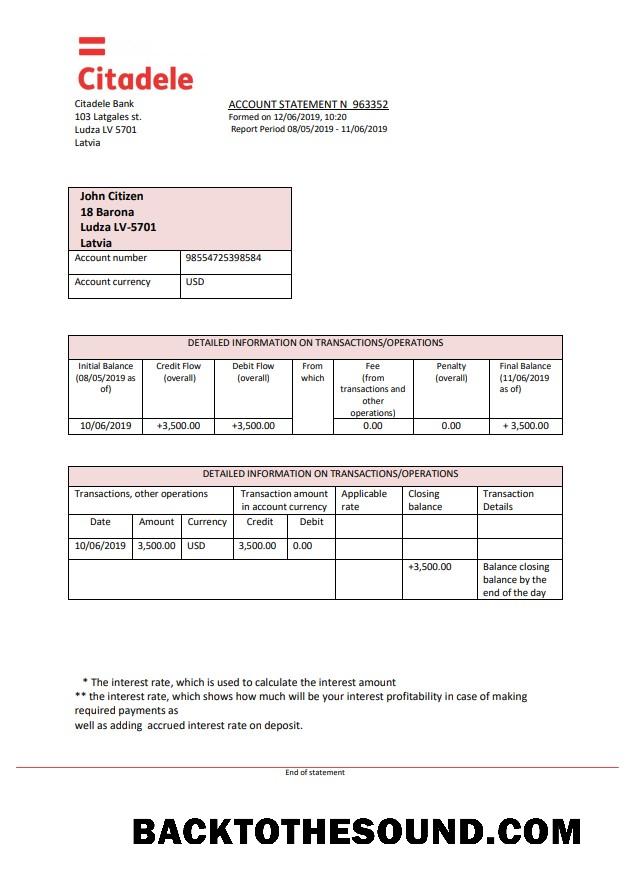 Citadele
Citadele Bank
103 Latgales st.
Ludza LV 5701
Latvia
ACCOUNT STATEMENT N 963352
Formed on 12/06/2019, 10:20
Report Period 08/05/2019 - 11/06/2019
John Citizen
18 Barona
Ludza LV-5701
Latvia
Account number 98554725398584
Account currency USD
DETAILED INFORMATION ON TRANSACTIONS/OPERATIONS
Initial Balance (08/05/2019 as of) Credit Flow (overall) Debit Flow (overall) From which Fee (from transactions and other operations) Penalty (overall) Final Balance (11/06/2019 as of)
10/06/2019 +3,500.00 +3,500.00 0.00 0.00 + 3,500.00
DETAILED INFORMATION ON TRANSACTIONS/OPERATIONS
Transactions, other operations Transaction amount in account currency Applicable rate Closing balance Transaction Details
Date Amount Currency Credit Debit
10/06/2019 3,500.00 USD 3,500.00 0.00
+3,500.00 Balance closing balance by the end of the day
* The interest rate, which is used to calculate the interest amount
** the interest rate, which shows how much will be your interest profitability in case of making
required payments as
well as adding accrued interest rate on deposit.
End of statement
BACKTOTHESOUND.COM